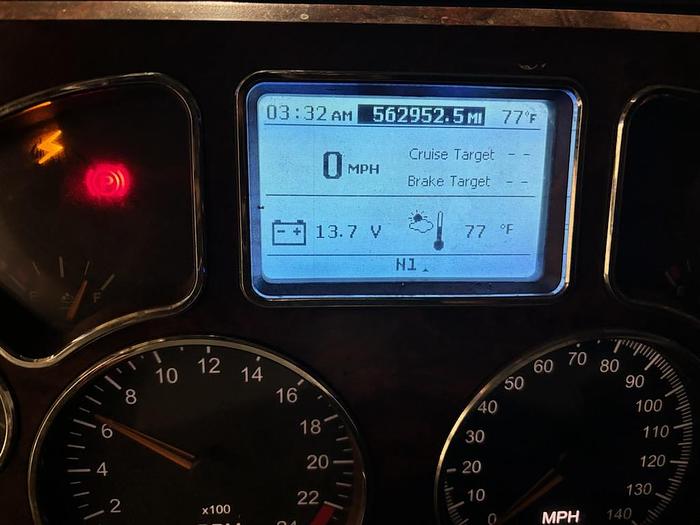 03:32 AM 562952.5 MI 77°F
0 MPH
Cruise Target - -
Brake Target - -
- + 13.7 V 77 °F
N1
F
2 4 6 8 10 12 14 16 18 20 22
x100
0 10 20 30 40 50 60 70 80 90 100 110 120 130 140
MPH